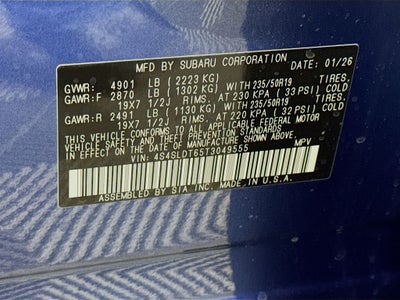 MFD BY SUBARU CORPORATION DATE: 01/26
GVWR: 4901 LB (2223 KG) TIRES,
GAWR:F 2870 LB (1302 KG) WITH 235/50R19
19X7 1/2J RIMS, AT 230 KPA (33 PSI) TIRES,
GAWR:R 2491 LB (1130 KG) WITH 235/50R19
19X7 1/2J RIMS, AT 220 KPA (32 PSI)
THIS VEHICLE CONFORMS TO ALL APPLICABLE FEDERAL MOTOR
VEHICLE SAFETY, BUMPER, AND THEFT PREVENTION STANDARDS
IN EFFECT ON THE DATE OF MANUFACTURE SHOWN ABOVE.
VIN: 4S4SLDT65T3049555 MPV
ASSEMBLED BY SIA INC. MADE IN U.S.A.